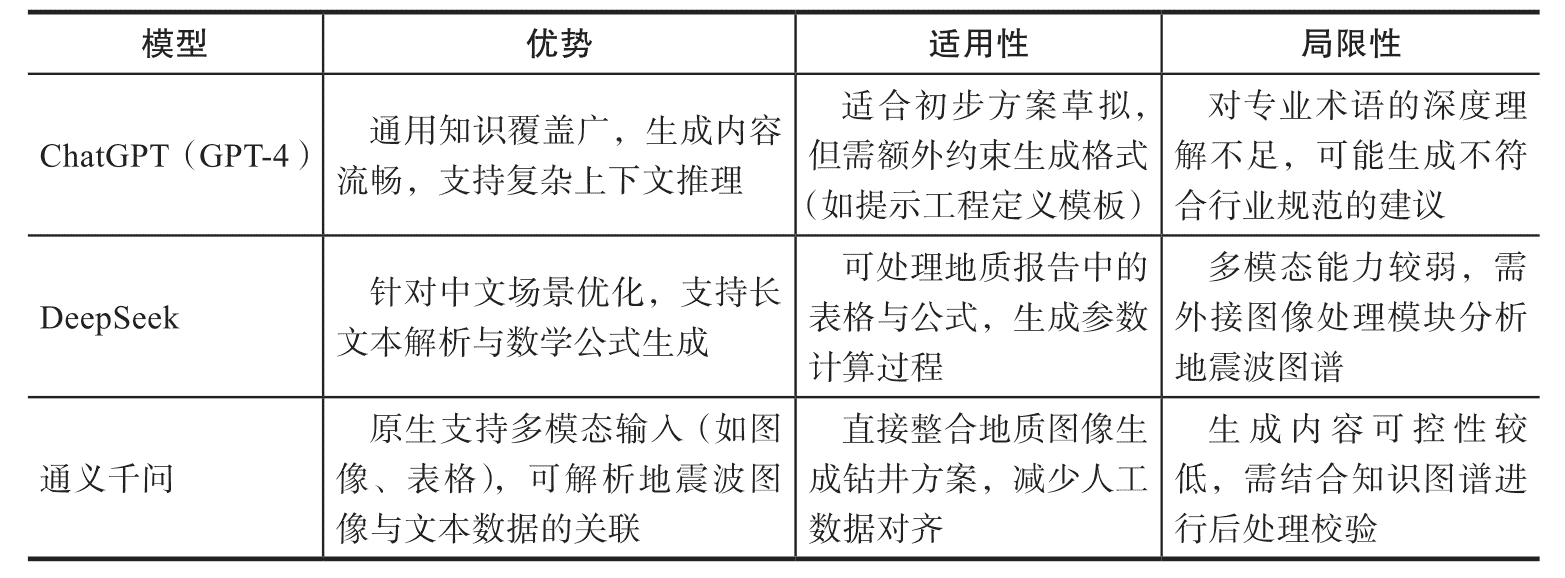 模型 优势 适用性 局限性
ChatGPT（GPT-4）
通用知识覆盖广，生成内容
流畅，支持复杂上下文推理
适合初步方案草拟，
但需额外约束生成格式
（如提示工程定义模板）
对专业术语的深度理
解不足，可能生成不符
合行业规范的建议
DeepSeek
针对中文场景优化，支持长
文本解析与数学公式生成
可处理地质报告中的
表格与公式，生成参数
计算过程
多模态能力较弱，需
外接图像处理模块分析
地震波图谱
通义千问
原生支持多模态输入（如图
像、表格），可解析地震波图
像与文本数据的关联
直接整合地质图像生
成钻井方案，减少人工
数据对齐
生成内容可控性较
低，需结合知识图谱进
行后处理校验